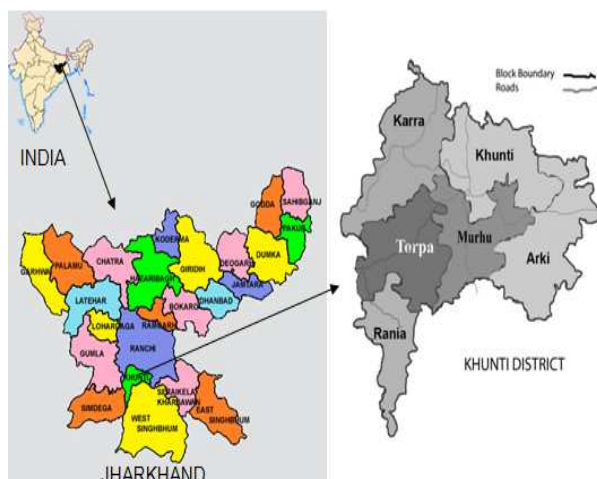 INDIA
GODDA
SAHIBGANJ
PAKUR
KODERMA
DUMKA
DEOGARH
GIRIDIH
CHATRA
PALAMU
GARHWA
HAZARIBAGH
JAMTARA
LATEHAR
DHANBAD
BOKARO
RAMGARH
LOHARDAGA
RANCHI
GUMLA
KHUNTI
SERAIKELA
KHARSAWAN
SIMDEGA
WEST
SINGHBHUM
EAST
SINGHBHUM
JHARKHAND
Block Boundary
Roads
Karra
Khunti
Torpa
Murhu
Arki
Rania
KHUNTI DISTRICT